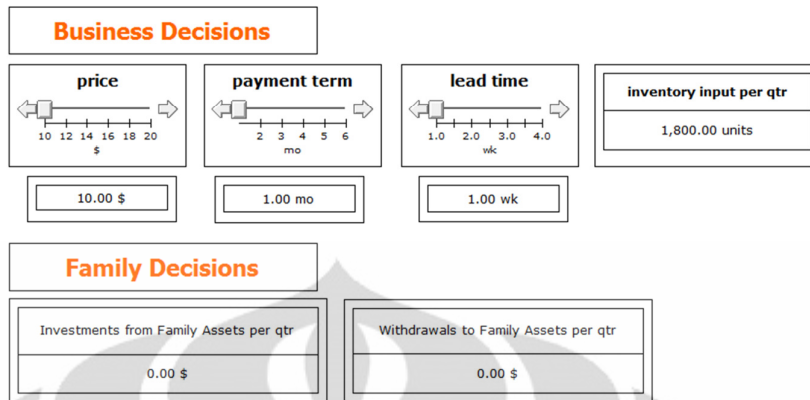 Business Decisions
price
payment term
lead time
inventory input per qtr
10 12 14 16 18 20
$
2 3 4 5 6
mo
1.0 2.0 3.0 4.0
wk
1,800.00 units
10.00 $
1.00 mo
1.00 wk
Family Decisions
Investments from Family Assets per qtr
Withdrawals to Family Assets per qtr
0.00 $
0.00 $